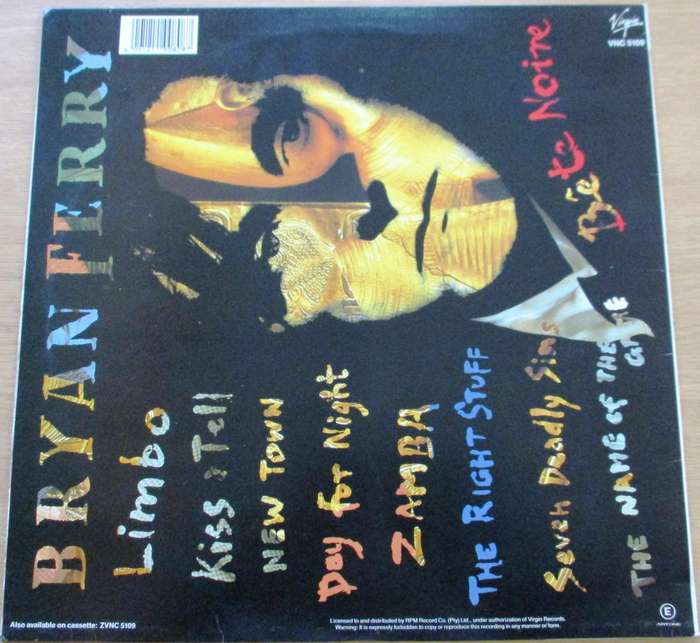 BRYAN FERRY
Limbo
Kiss & Tell
NEW TOWN
Day for Night
ZAMBA
THE RIGHT STUFF
Seven Deadly Sins
THE NAME OF THE GAME
Bête Noire
Virgin
VNC 5109
Also available on cassette: ZVNC 5109
Licensed to and distributed by RPM Record Co. (Pty) Ltd., under authorization of Virgin Records.
Warning: It is expressly forbidden to copy or reproduce this recording in any manner or form.
E